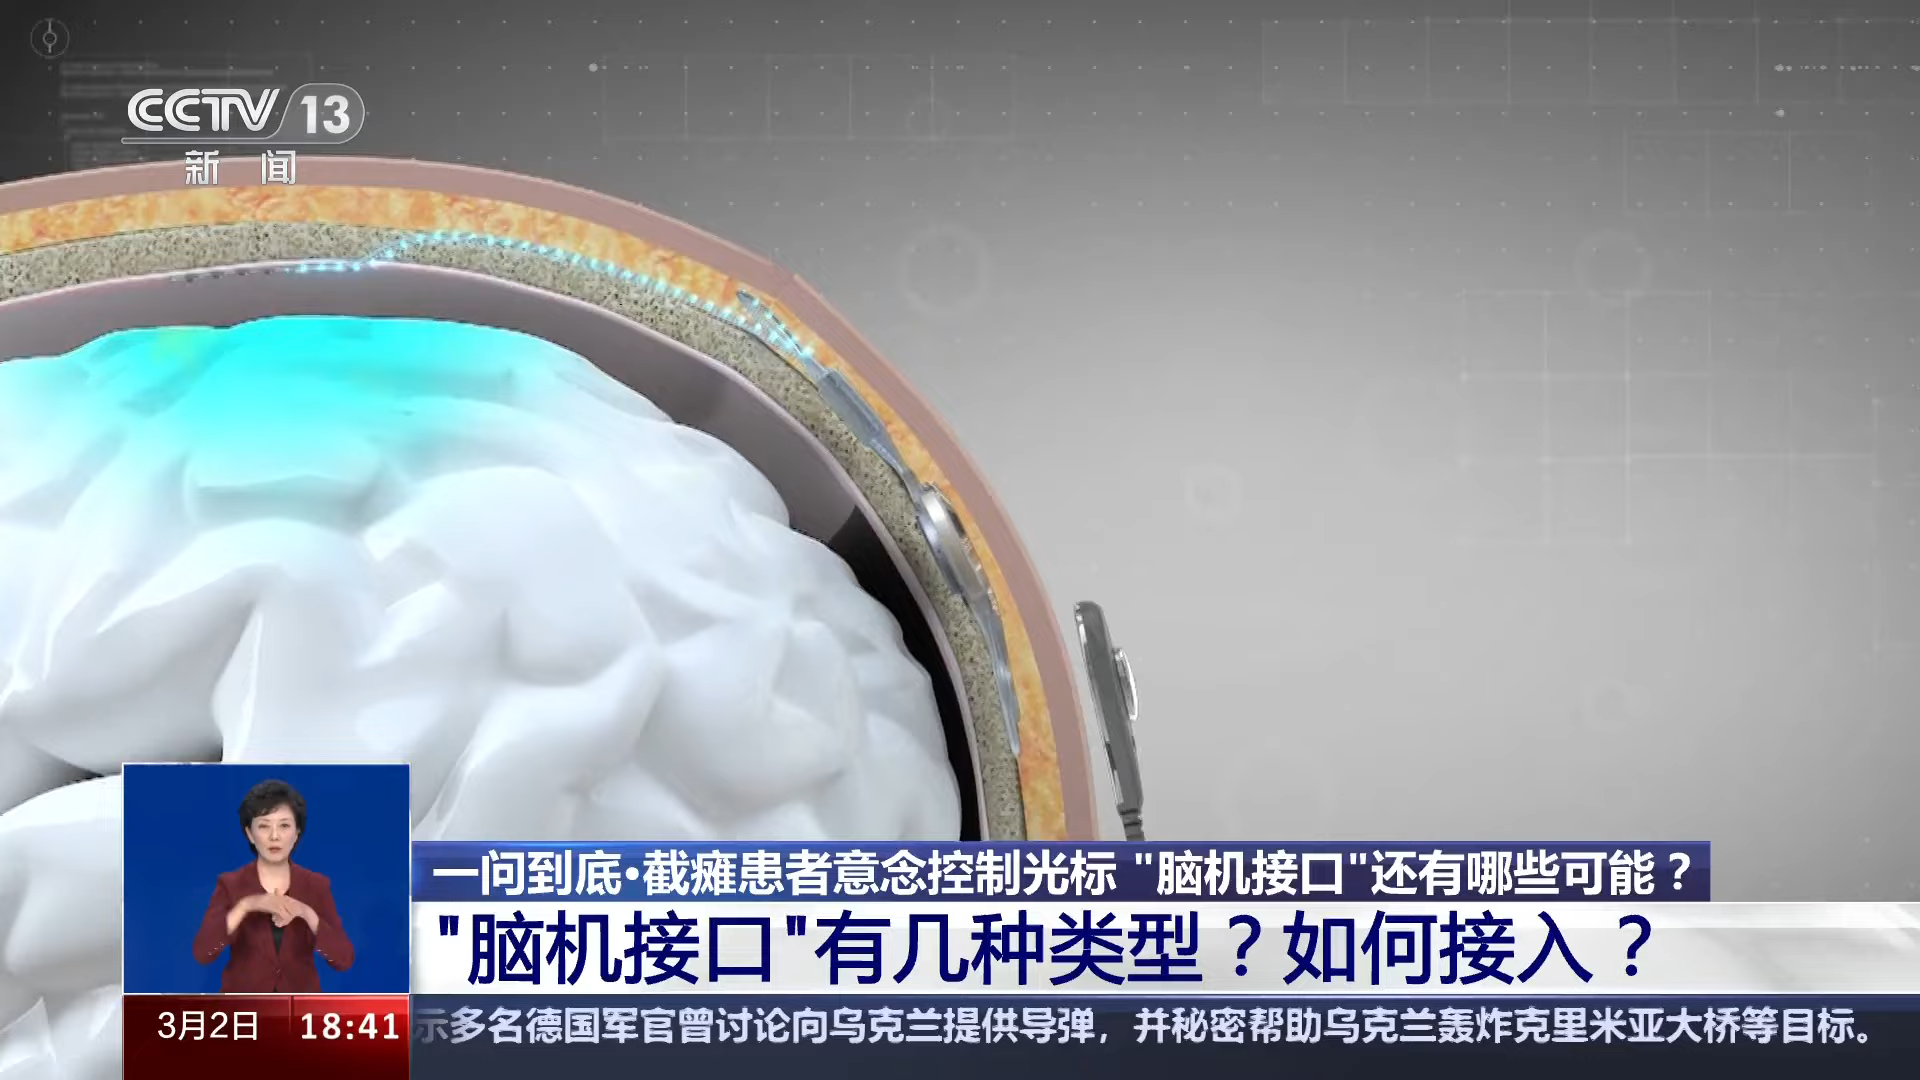 CCTV 13
新闻
一问到底·截瘫患者意念控制光标 "脑机接口"还有哪些可能？
"脑机接口"有几种类型？如何接入？
3月2日 18:41
示多名德国军官曾讨论向乌克兰提供导弹，并秘密帮助乌克兰轰炸克里米亚大桥等目标。